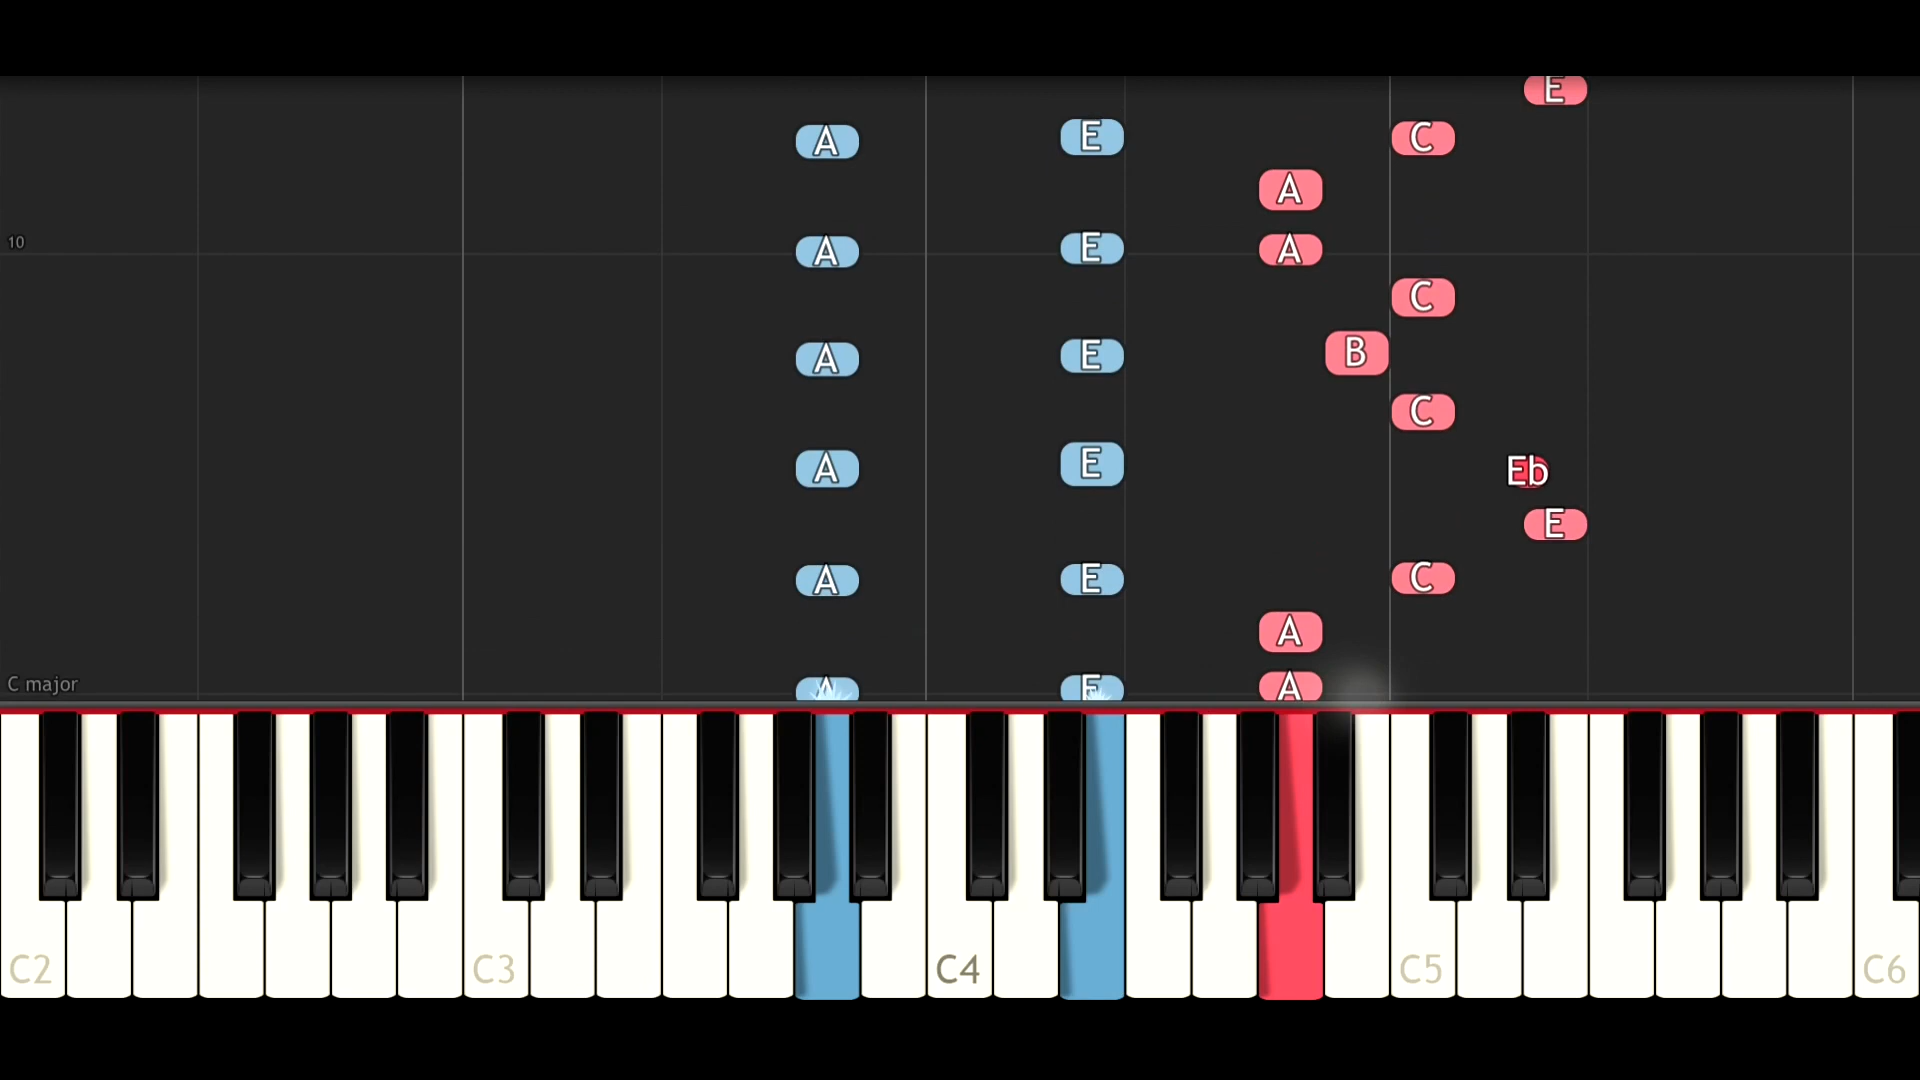 E
A E C
A
10 A E A
C
A E B
C
A E
Eb
E
A E C
A
C major A E A
C2 C3 C4 C5 C6